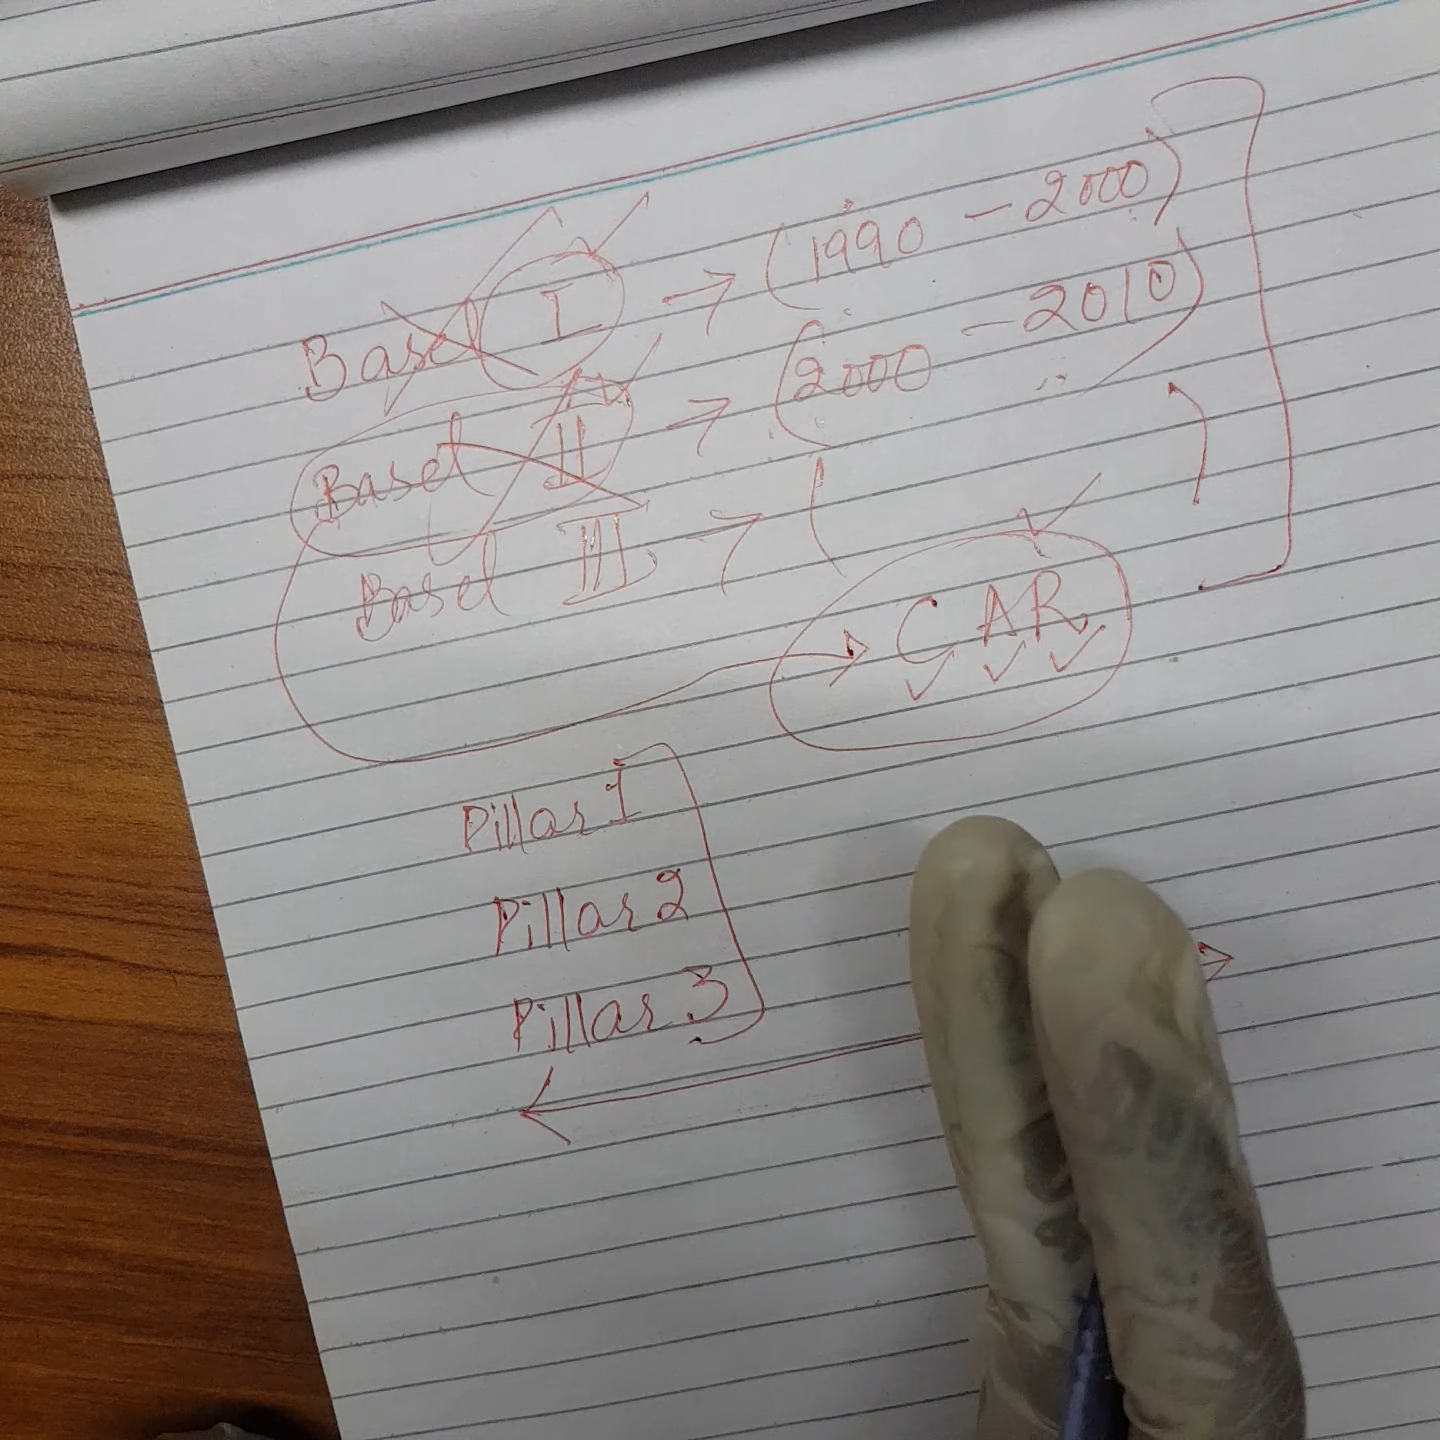 Basel I → (1990 - 2000)
Basel II → (2000 - 2010)
Basel III → ( )
CAR
Pillar 1
Pillar 2
Pillar 3